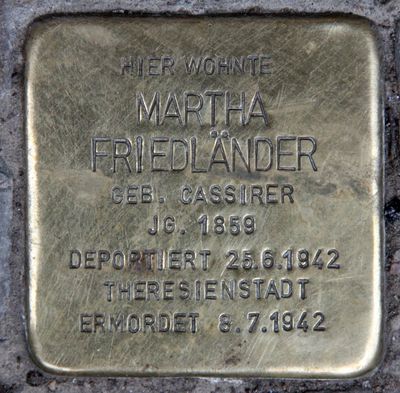 HIER WOHNTE
MARTHA
FRIEDLÄNDER
GEB. CASSIRER
JG. 1859
DEPORTIERT 25.6.1942
THERESIENSTADT
ERMORDET 8.7.1942